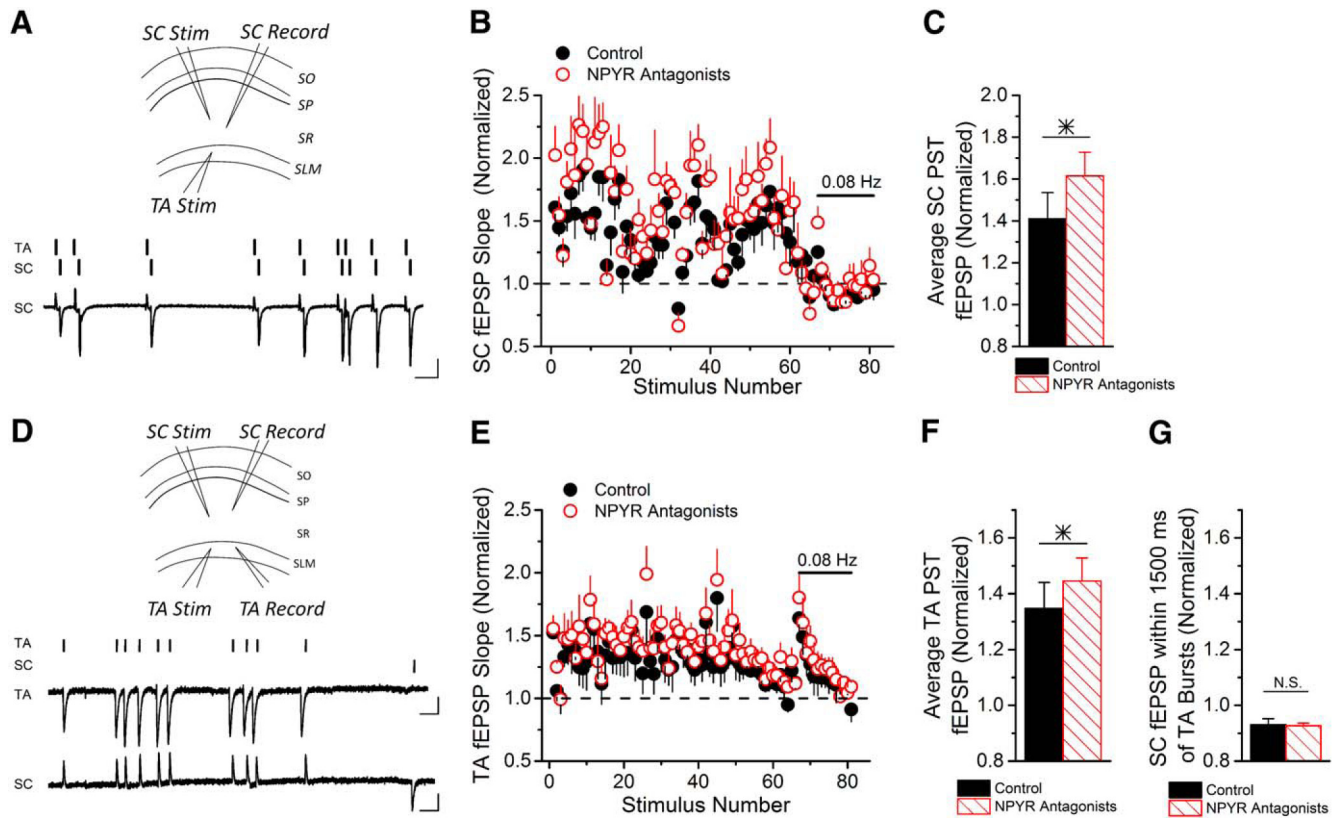 A
SC Stim
SC Record
SO
SP
SR
SLM
TA Stim
TA
SC
SC
B
Control
NPYR Antagonists
SC fEPSP Slope (Normalized)
2.5
2.0
1.5
1.0
0.5
0.08 Hz
0 20 40 60 80
Stimulus Number
C
Average SC PST
fEPSP (Normalized)
2.0
1.8
1.6
1.4
1.2
1.0
0.8
*
Control
NPYR Antagonists
D
SC Stim
SC Record
SO
SP
SR
SLM
TA Stim
TA Record
TA
SC
TA
SC
E
Control
NPYR Antagonists
TA fEPSP Slope (Normalized)
2.5
2.0
1.5
1.0
0.5
0.08 Hz
0 20 40 60 80
Stimulus Number
F
Average TA PST
fEPSP (Normalized)
1.6
1.4
1.2
1.0
0.8
*
Control
NPYR Antagonists
G
SC fEPSP within 1500 ms
of TA Bursts (Normalized)
1.6
1.4
1.2
1.0
0.8
N.S.
Control
NPYR Antagonists